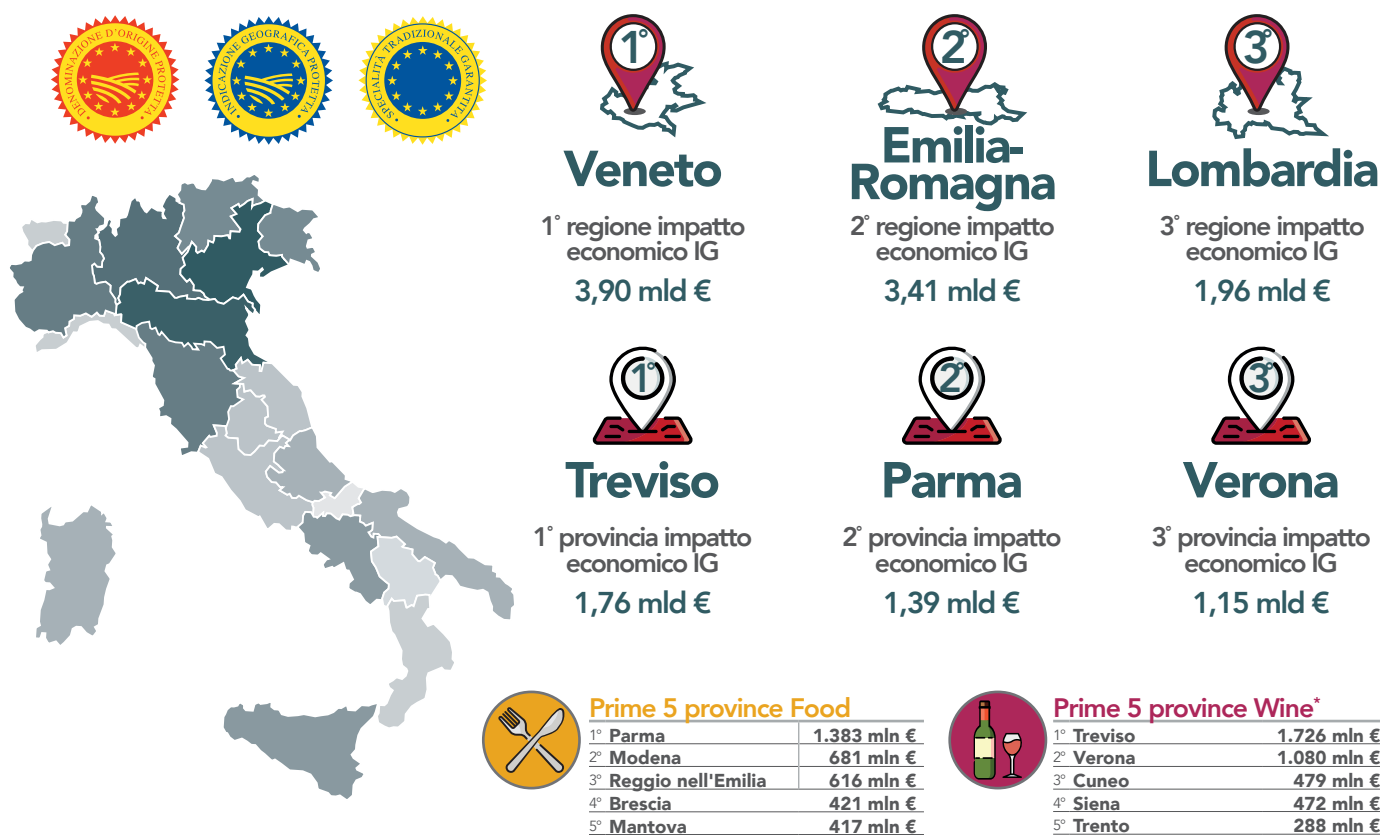 DENOMINAZIONE D'ORIGINE PROTETTA
INDICAZIONE GEOGRAFICA PROTETTA
SPECIALITÀ TRADIZIONALE GARANTITA
1°
Veneto
1° regione impatto
economico IG
3,90 mld €
2°
Emilia-
Romagna
2° regione impatto
economico IG
3,41 mld €
3°
Lombardia
3° regione impatto
economico IG
1,96 mld €
1°
Treviso
1° provincia impatto
economico IG
1,76 mld €
2°
Parma
2° provincia impatto
economico IG
1,39 mld €
3°
Verona
3° provincia impatto
economico IG
1,15 mld €
Prime 5 province Food
1° Parma 1.383 mln €
2° Modena 681 mln €
3° Reggio nell'Emilia 616 mln €
4° Brescia 421 mln €
5° Mantova 417 mln €
Prime 5 province Wine*
1° Treviso 1.726 mln €
2° Verona 1.080 mln €
3° Cuneo 479 mln €
4° Siena 472 mln €
5° Trento 288 mln €